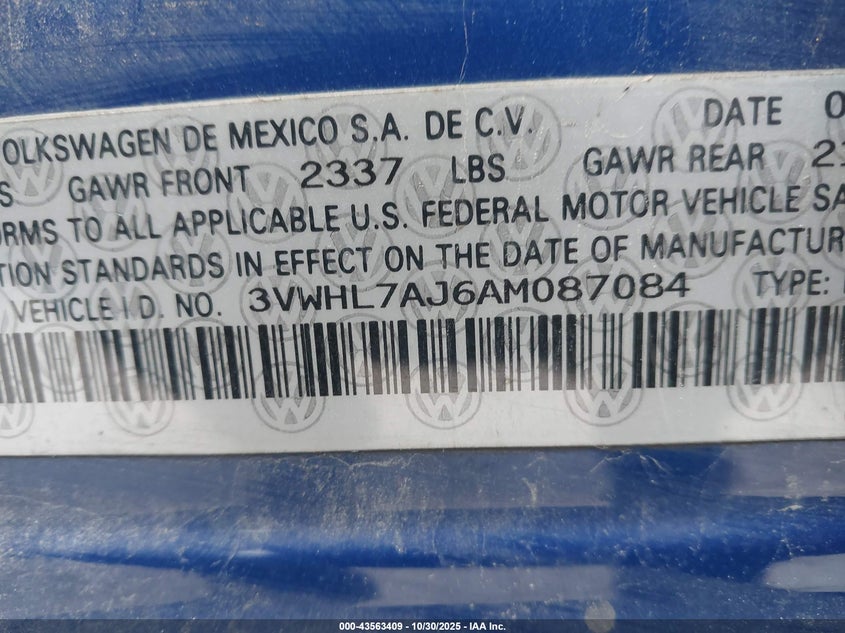 OLKSWAGEN DE MEXICO S.A. DE C.V. DATE 0
S GAWR FRONT 2337 LBS GAWR REAR
ORMS TO ALL APPLICABLE U.S. FEDERAL MOTOR VEHICLE SA
TION STANDARDS IN EFFECT ON THE DATE OF MANUFACTUR
VEHICLE I D. NO. 3VWHL7AJ6AM087084 TYPE:
000-43563409 - 10/30/2025 - IAA Inc.